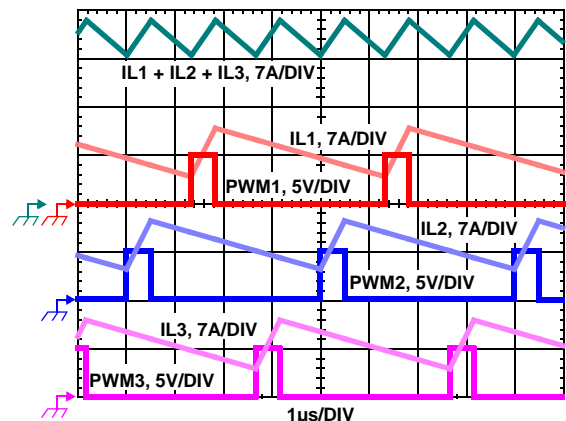 IL1 + IL2 + IL3, 7A/DIV
IL1, 7A/DIV
PWM1, 5V/DIV
IL2, 7A/DIV
PWM2, 5V/DIV
IL3, 7A/DIV
PWM3, 5V/DIV
1µs/DIV